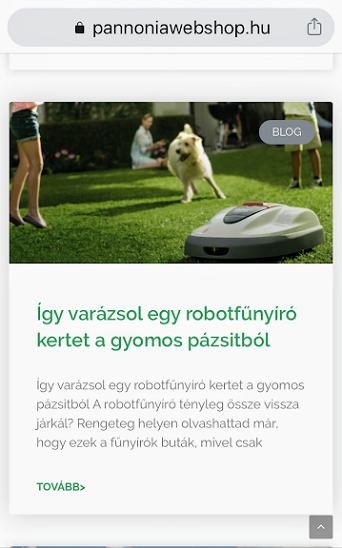 pannoniawebshop.hu
BLOG
Így varázsol egy robotfűnyíró
kertet a gyomos pázsitból
Így varázsol egy robotfűnyíró kertet a gyomos
pázsitból A robotfűnyíró tényleg össze vissza
járkál? Rengeteg helyen olvashattad már,
hogy ezek a fűnyírók buták, mivel csak
TOVÁBB>